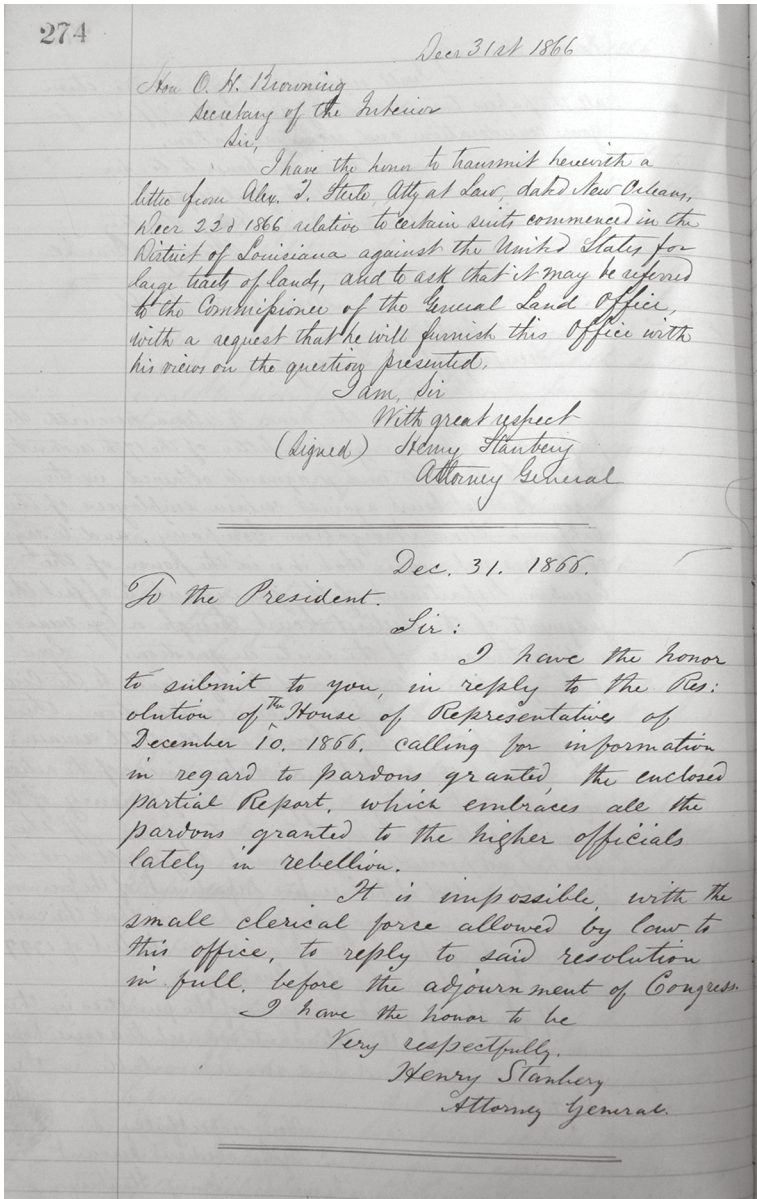 274
Decr 31st 1866
Hon O. H. Browning
Secretary of the Interior
Sir,
I have the honor to transmit herewith a
letter from Alex. T. Steele, Atty at Law, dated New Orleans,
Decr 22d 1866 relative to certain suits commenced in the
District of Louisiana against the United States for
large tracts of lands, and to ask that it may be referred
to the Commissioner of the General Land Office,
with a request that he will furnish this Office with
his views on the question presented.
I am, Sir
With great respect
(Signed) Henry Stanbery
Attorney General
Dec. 31. 1866.
To the President.
Sir:
I have the honor
to submit to you, in reply to the Res:
olution of The House of Representatives of
December 10. 1866. calling for information
in regard to pardons granted, the enclosed
partial Report, which embraces all the
pardons granted to the higher officials
lately in rebellion.
It is impossible, with the
small clerical force allowed by law to
this office, to reply to said resolution
in full, before the adjournment of Congress.
I have the honor to be
Very respectfully.
Henry Stanbery
Attorney General.